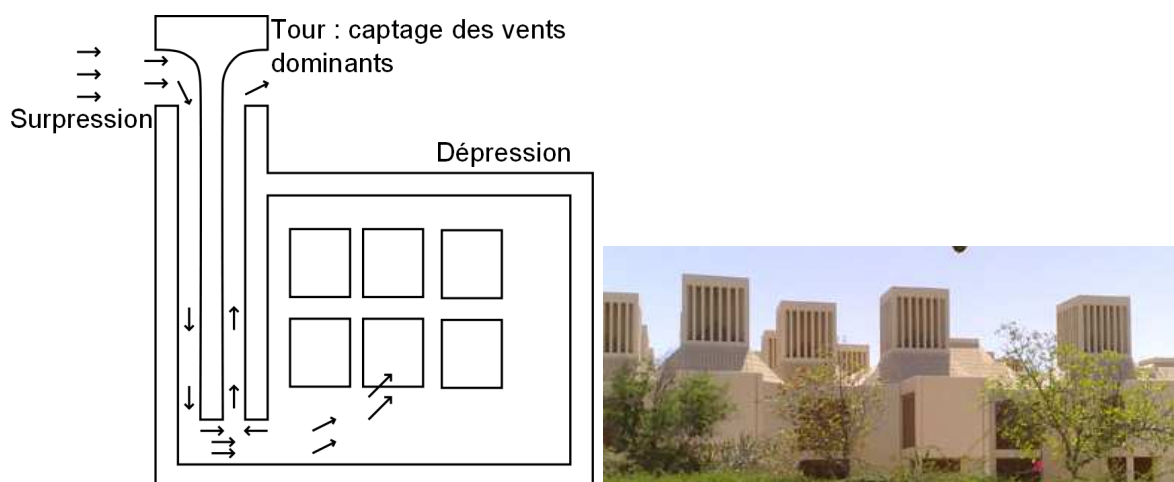 Tour : captage des vents
dominants
Surpression
Dépression